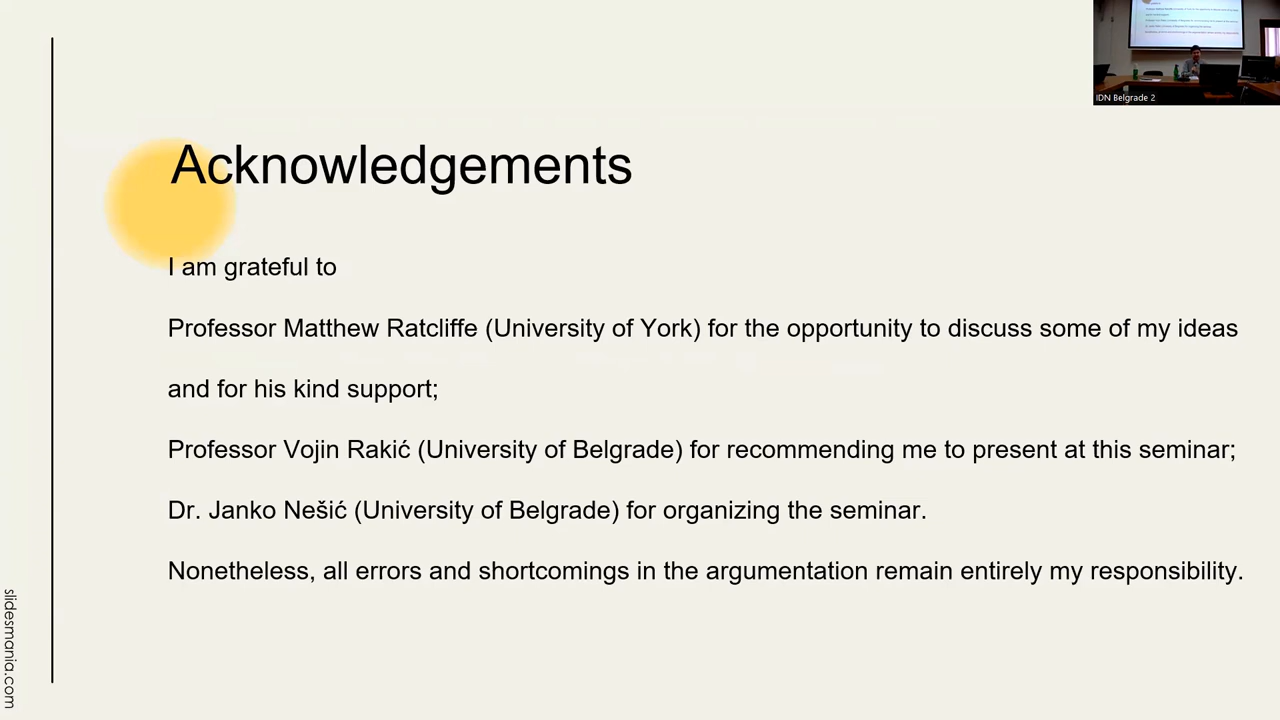 IDN Belgrade 2
Acknowledgements
I am grateful to
Professor Matthew Ratcliffe (University of York) for the opportunity to discuss some of my ideas
and for his kind support;
Professor Vojin Rakić (University of Belgrade) for recommending me to present at this seminar;
Dr. Janko Nešić (University of Belgrade) for organizing the seminar.
Nonetheless, all errors and shortcomings in the argumentation remain entirely my responsibility.
slidesmania.com